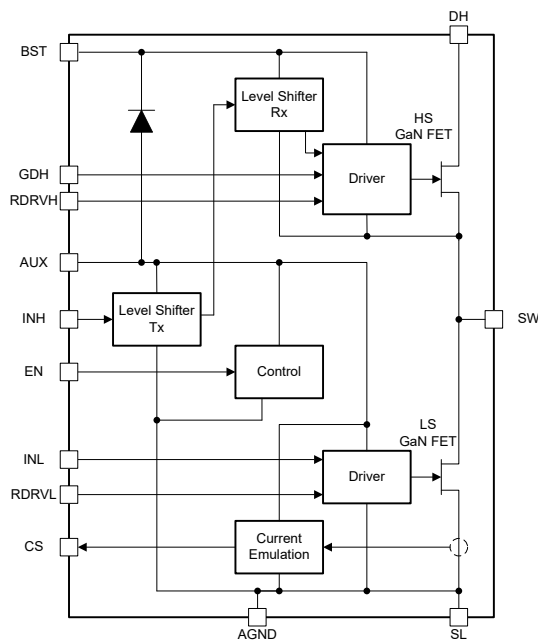 DH
BST
Level Shifter
Rx
HS
GaN FET
GDH
Driver
RDRVH
AUX
Level Shifter
Tx
INH
SW
EN
Control
LS
GaN FET
INL
Driver
RDRVL
CS
Current
Emulation
AGND
SL